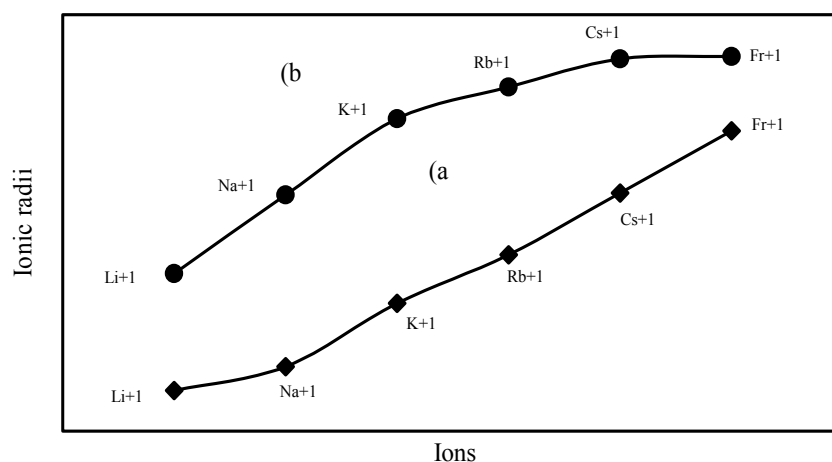 Cs+1
(b
Rb+1
Fr+1
K+1
Fr+1
(a
Na+1
Cs+1
Ionic radii
Li+1
Rb+1
K+1
Na+1
Li+1
Ions